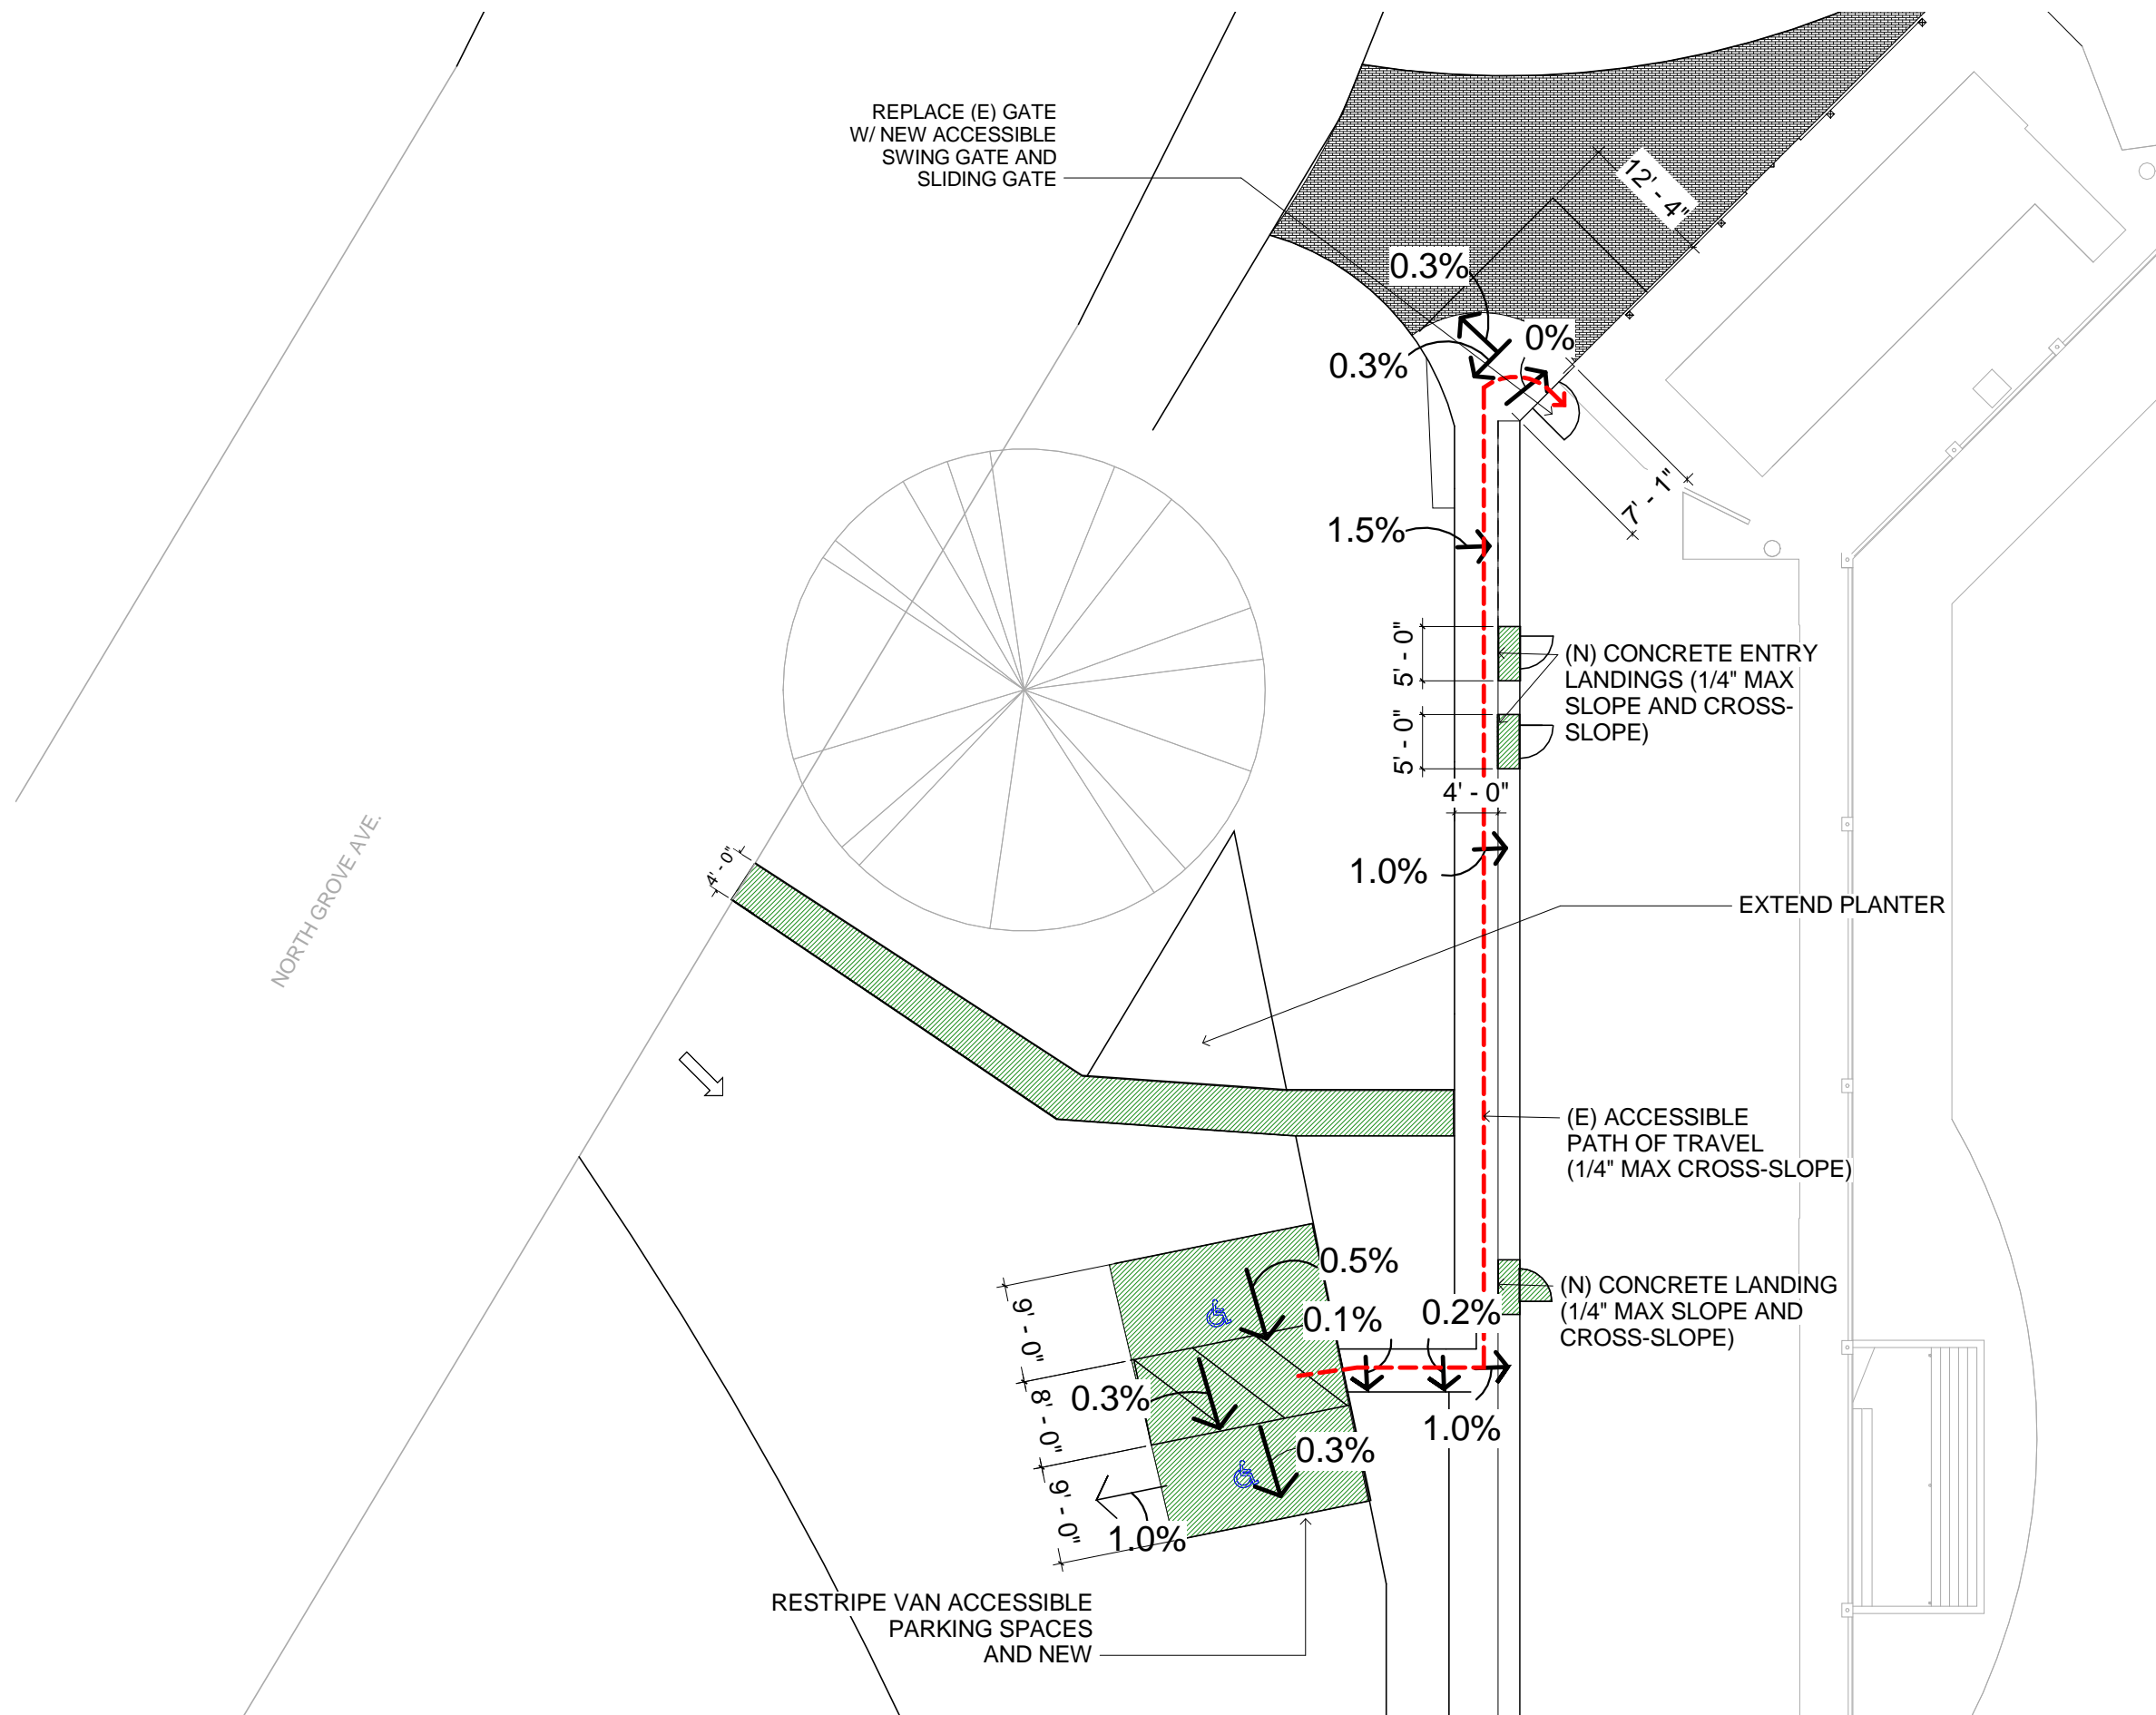 REPLACE (E) GATE
W/ NEW ACCESSIBLE
SWING GATE AND
SLIDING GATE
12' - 4"
0.3%
0%
0.3%
7' - 1"
1.5%
5' - 0"
(N) CONCRETE ENTRY
LANDINGS (1/4" MAX
SLOPE AND CROSS-
SLOPE)
5' - 0"
4' - 0"
1.0%
4' - 0"
NORTH GROVE AVE.
EXTEND PLANTER
(E) ACCESSIBLE
PATH OF TRAVEL
(1/4" MAX CROSS-SLOPE)
0.5%
(N) CONCRETE LANDING
(1/4" MAX SLOPE AND
CROSS-SLOPE)
0.1%
0.2%
9' - 0"
0.3%
8' - 0"
1.0%
0.3%
9' - 0"
1.0%
RESTRIPE VAN ACCESSIBLE
PARKING SPACES
AND NEW